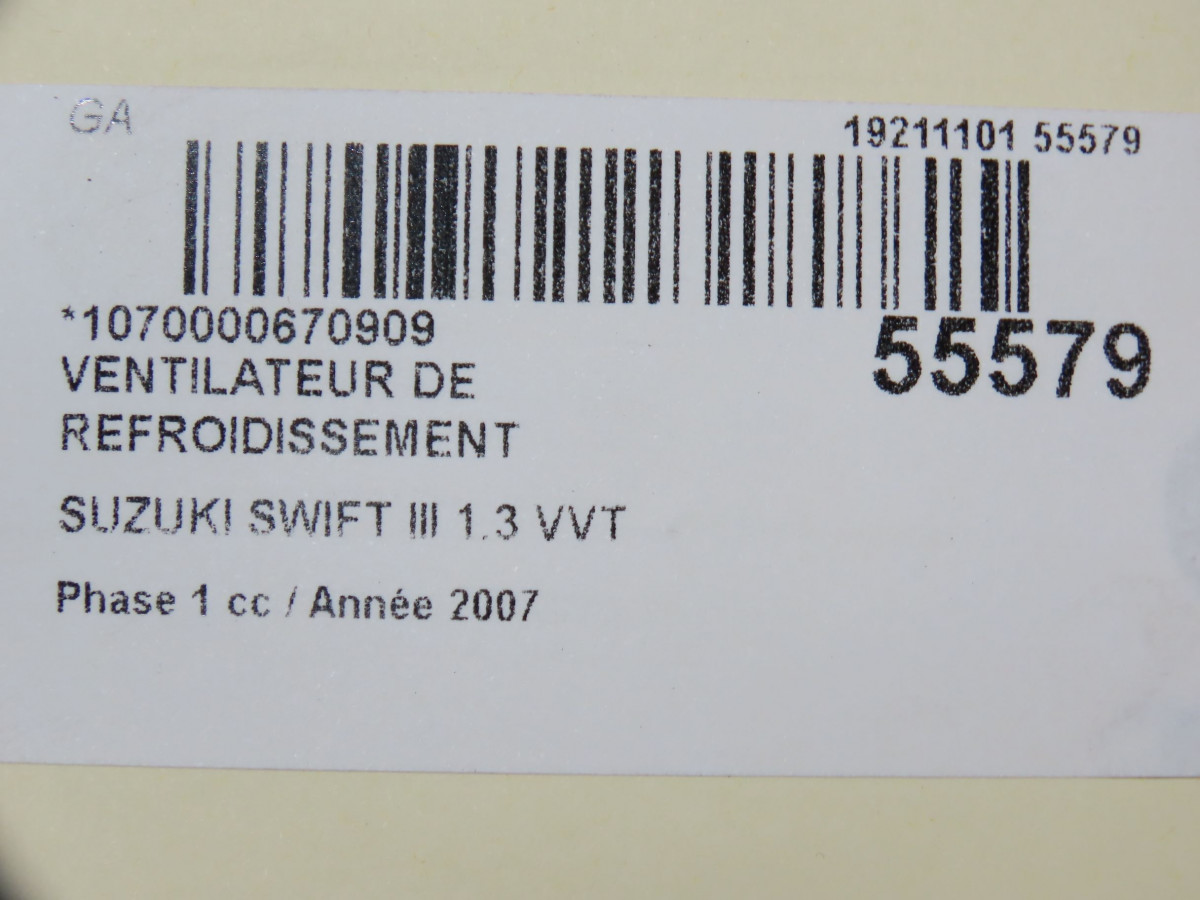 GA
19211101 55579
*1070000670909
55579
VENTILATEUR DE
REFROIDISSEMENT
SUZUKI SWIFT III 1.3 VVT
Phase 1 cc / Année 2007